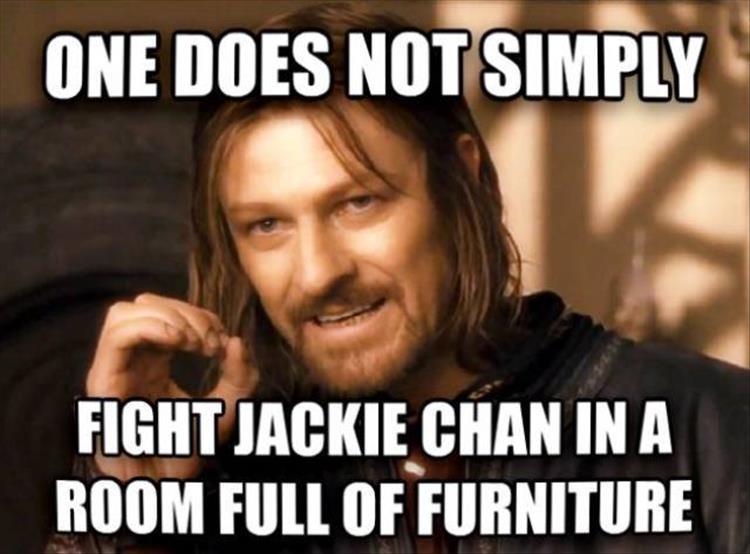 ONE DOES NOT SIMPLY
FIGHT JACKIE CHAN IN A
ROOM FULL OF FURNITURE